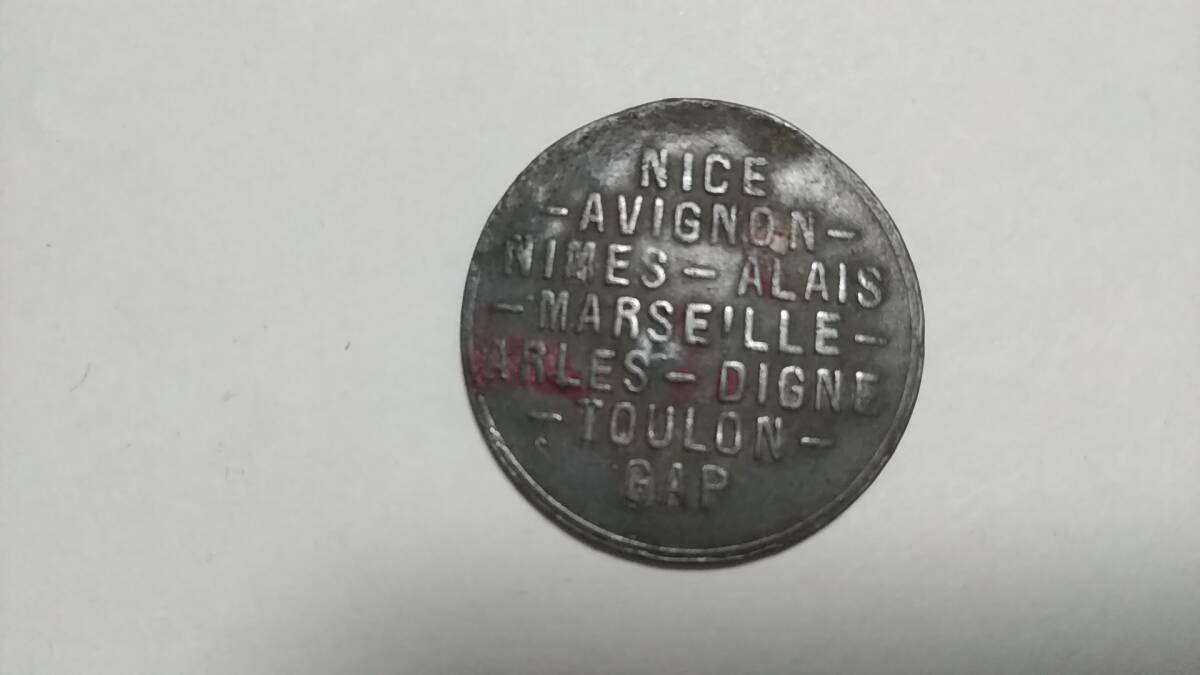 NICE
-AVIGNON-
NIMES-ALAIS
-MARSEILLE-
ARLES-DIGNE
-TOULON-
GAP